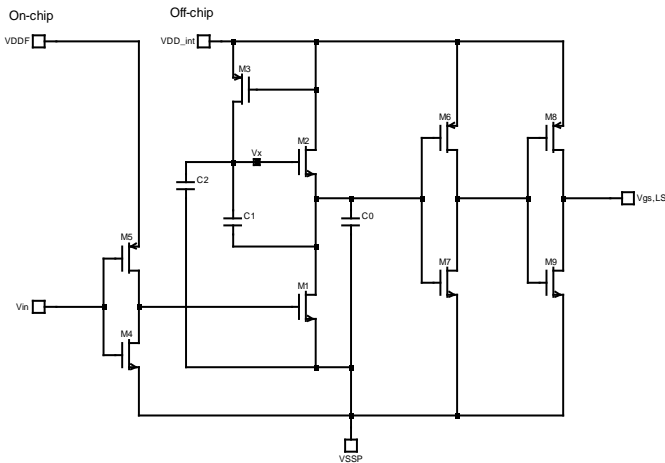 On-chip
Off-chip
VDDF
VDD_int
M3
M6
M8
M2
Vx
C2
C1
C0
Vgs,LS
M5
M7
M9
M1
Vin
M4
VSSP